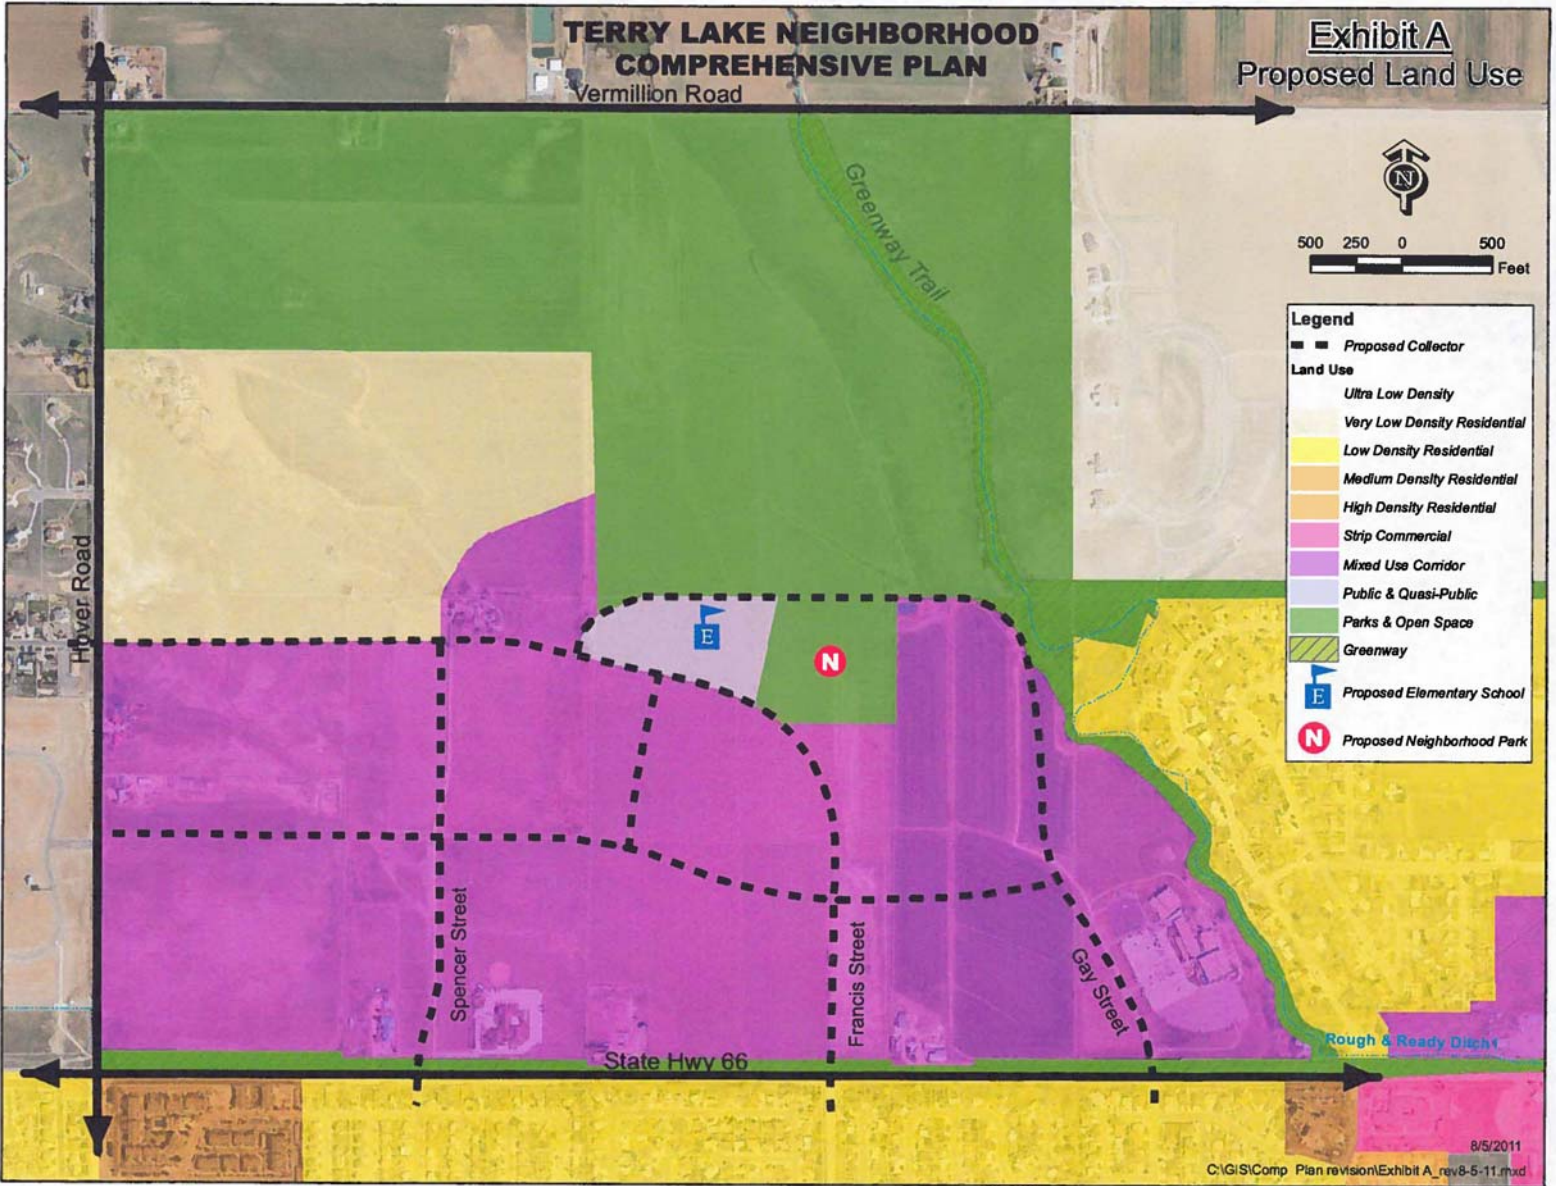 TERRY LAKE NEIGHBORHOOD
COMPREHENSIVE PLAN
Exhibit A
Proposed Land Use
Vermillion Road
Greenway Trail
N
500 250 0 500
Feet
Legend
Proposed Collector
Land Use
Ultra Low Density
Very Low Density Residential
Low Density Residential
Medium Density Residential
High Density Residential
Strip Commercial
Mixed Use Corridor
Public & Quasi-Public
Parks & Open Space
Greenway
E Proposed Elementary School
N Proposed Neighborhood Park
Hover Road
E
N
Spencer Street
Francis Street
Gay Street
Rough & Ready Ditch1
State Hwy 66
8/5/2011
C:\GIS\Comp Plan revision\Exhibit A_rev8-5-11.mxd